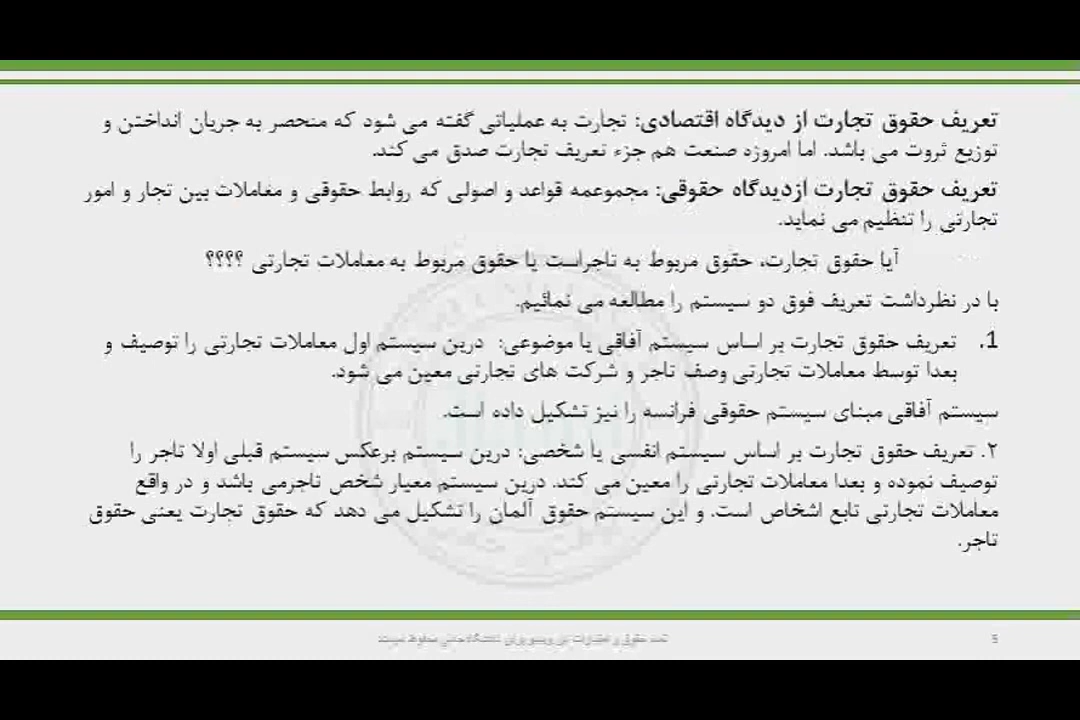 تعریف حقوق تجارت از دیدگاه اقتصادی: تجارت به عملیاتی گفته می شود که منحصر به جریان انداختن و
توزیع ثروت می باشد. اما امروزه صنعت هم جزء تعریف تجارت صدق می کند.
تعریف حقوق تجارت ازدیدگاه حقوقی: مجموعمه قواعد و اصولی که روابط حقوقی و معاملات بین تجار و امور
تجارتی را تنظیم می نماید.
آیا حقوق تجارت، حقوق مربوط به تاجراست یا حقوق مربوط به معاملات تجارتی ؟؟؟؟
با در نظرداشت تعریف فوق دو سیستم را مطالعه می نمائیم.
1. تعریف حقوق تجارت بر اساس سیستم آفاقی یا موضوعی: درین سیستم اول معاملات تجارتی را توصیف و
بعدا توسط معاملات تجارتی وصف تاجر و شرکت های تجارتی معین می شود.
سیستم آفاقی مبنای سیستم حقوقی فرانسه را نیز تشکیل داده است.
۲. تعریف حقوق تجارت بر اساس سیستم انفسی یا شخصی: درین سیستم برعکس سیستم قبلی اولا تاجر را
توصیف نموده و بعدا معاملات تجارتی را معین می کند. درین سیستم معیار شخص تاجرمی باشد و در واقع
معاملات تجارتی تابع اشخاص است. و این سیستم حقوق آلمان را تشکیل می دهد که حقوق تجارت یعنی حقوق
تاجر.
5